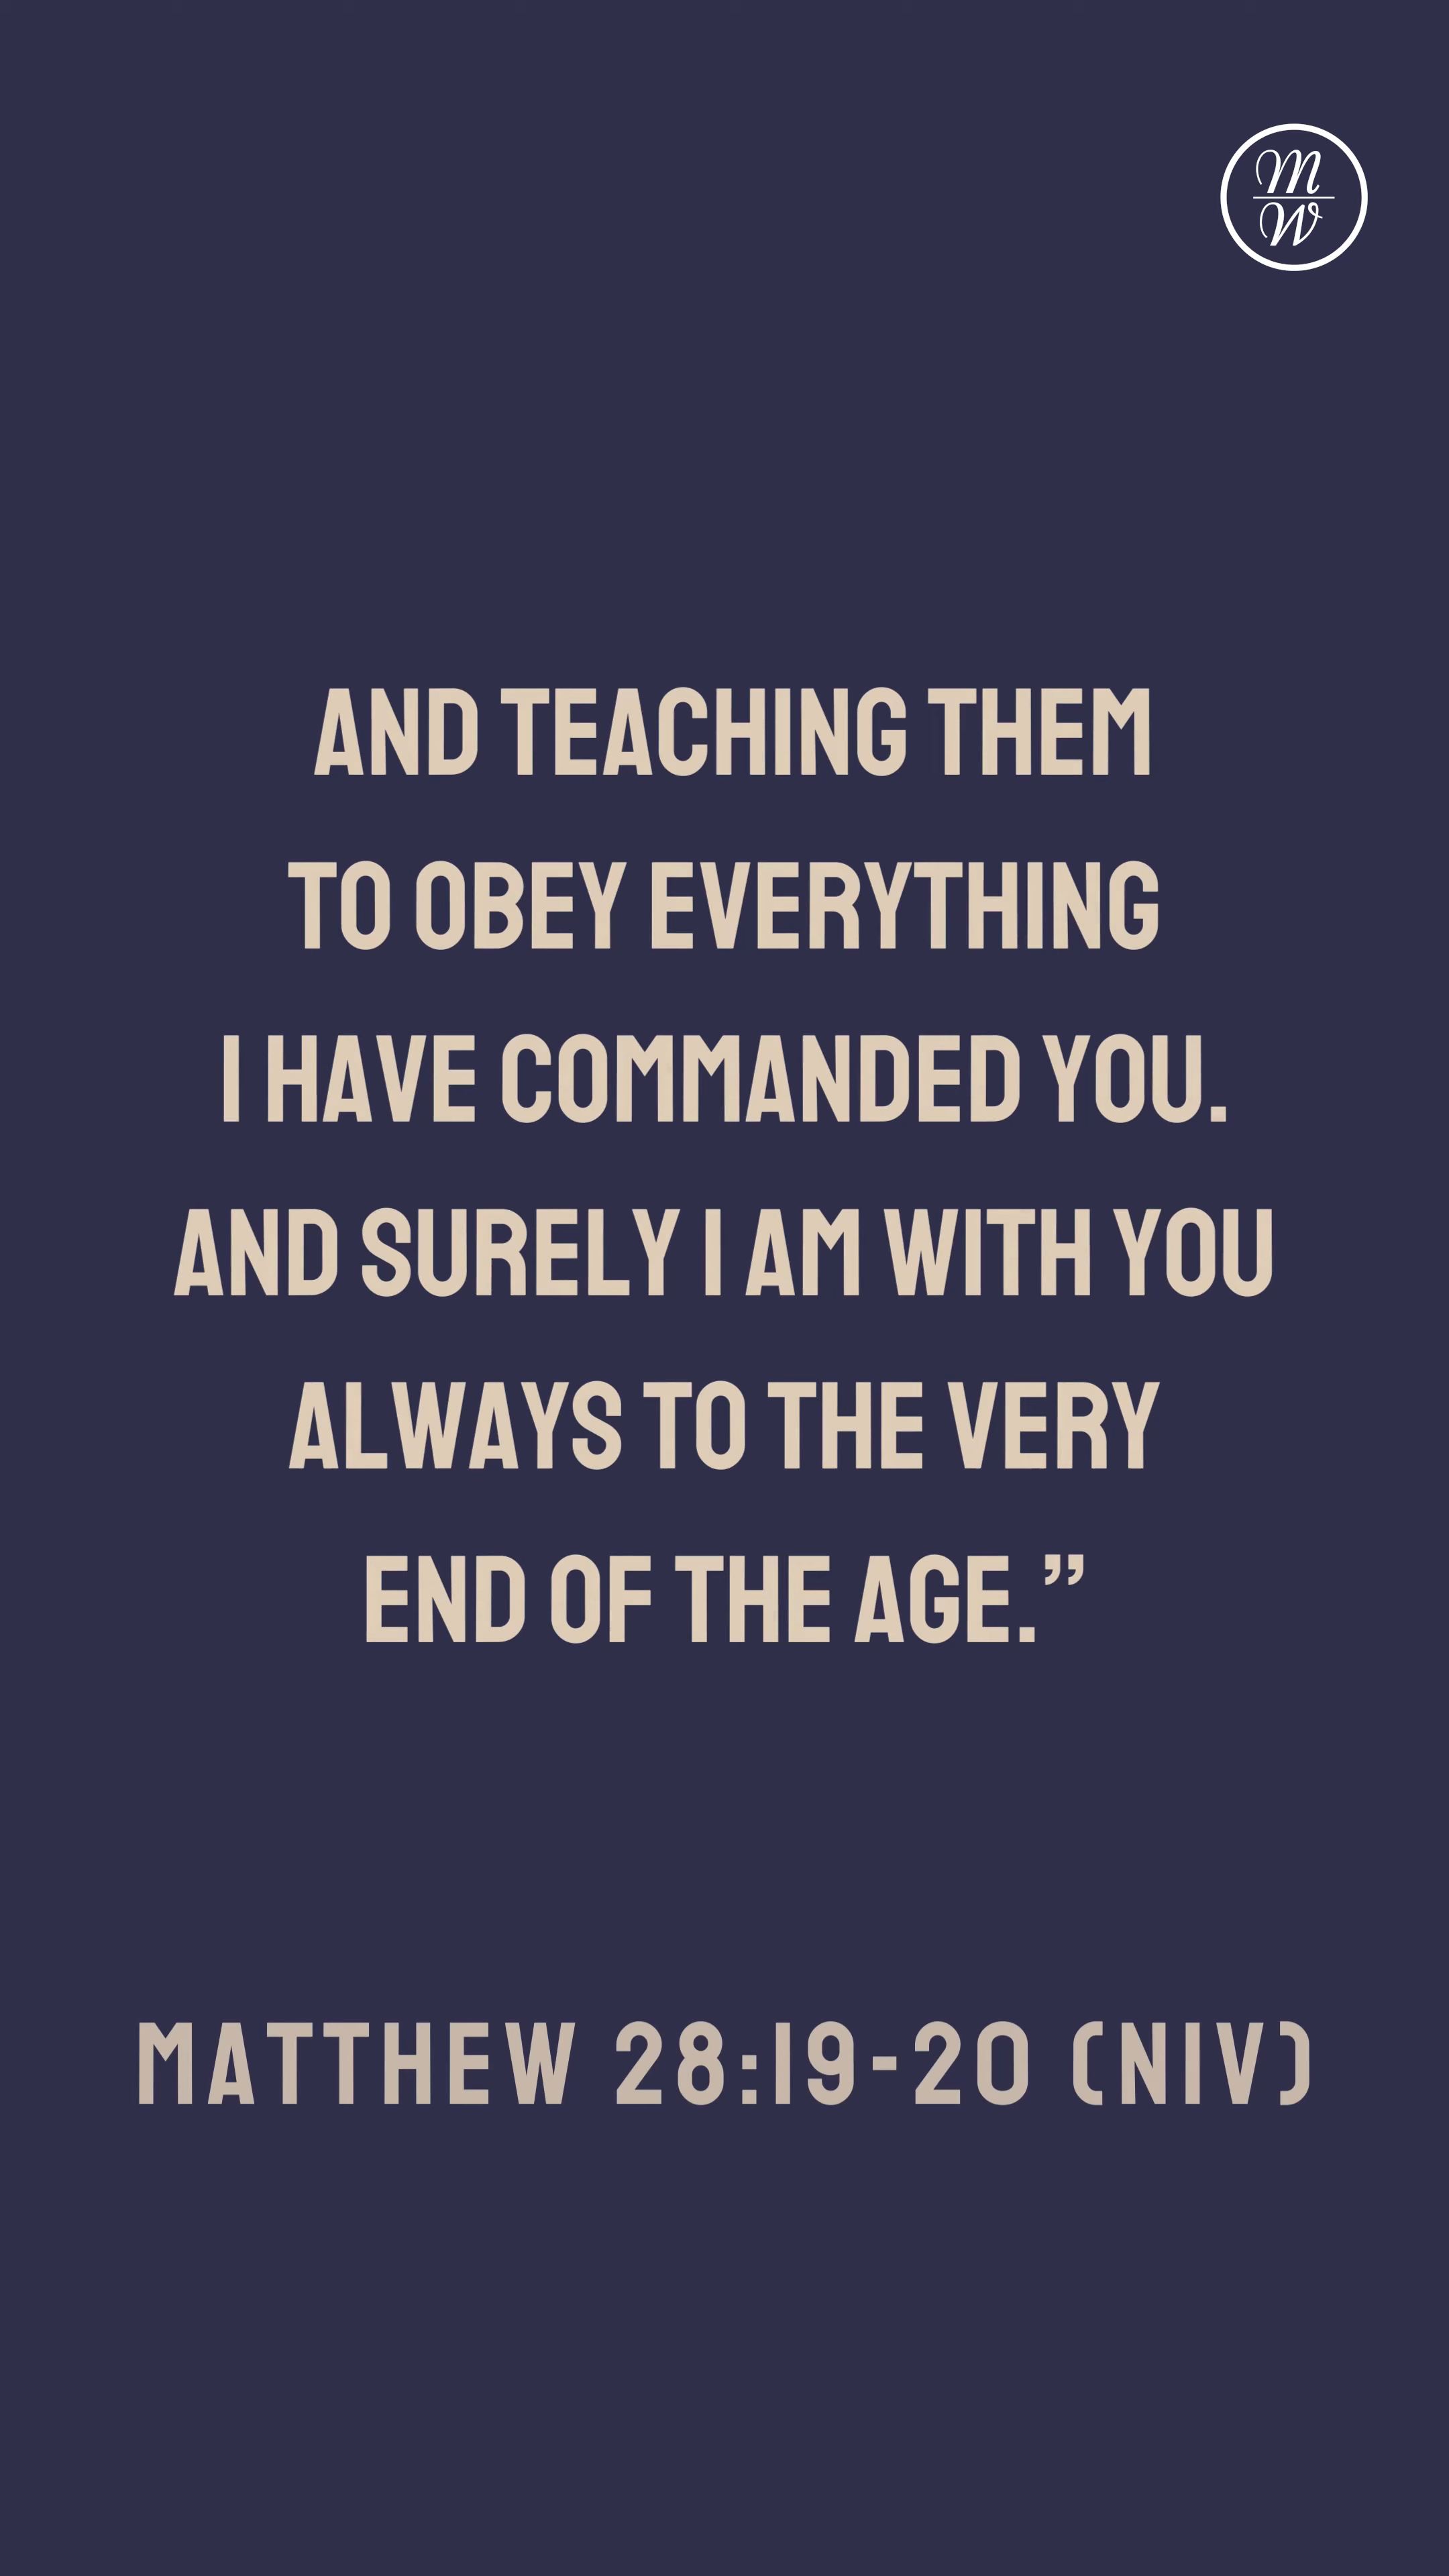 M
W
AND TEACHING THEM
TO OBEY EVERYTHING
I HAVE COMMANDED YOU.
AND SURELY I AM WITH YOU
ALWAYS TO THE VERY
END OF THE AGE.”
MATTHEW 28:19-20 (NIV)